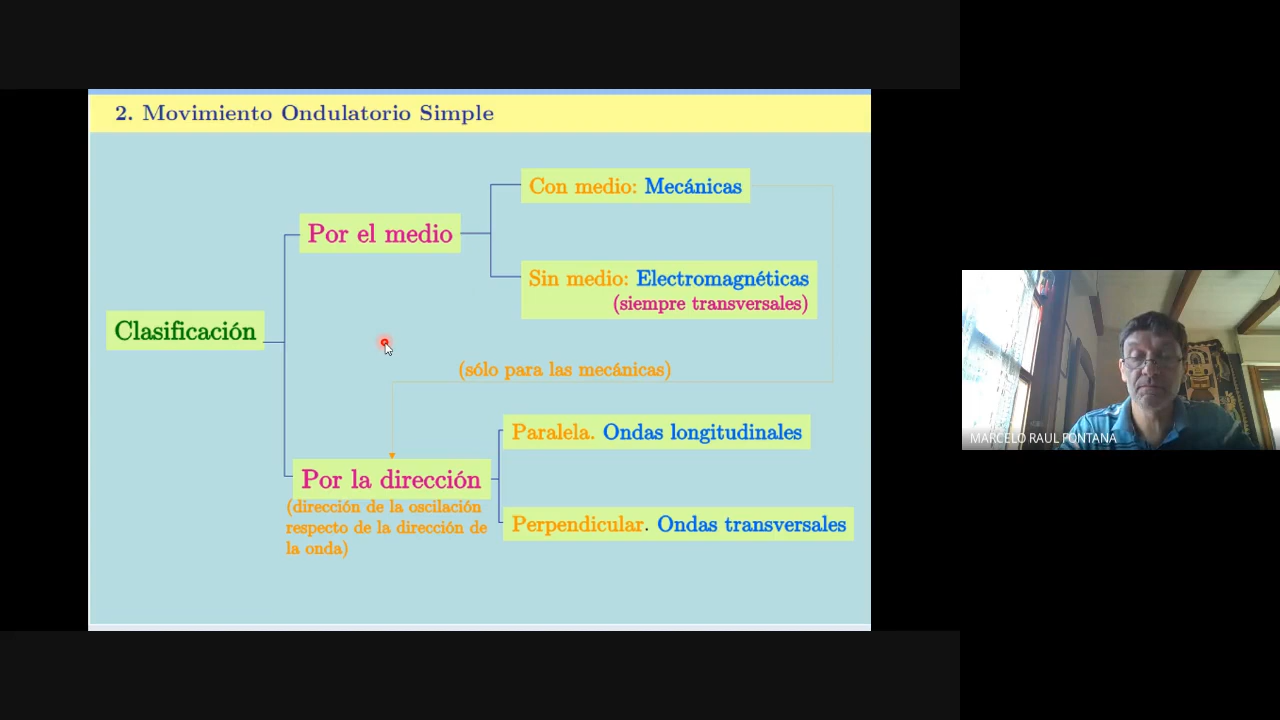 2. Movimiento Ondulatorio Simple
Con medio: Mecánicas
Por el medio
Sin medio: Electromagnéticas
(siempre transversales)
Clasificación
(sólo para las mecánicas)
Paralela. Ondas longitudinales
Por la dirección
(dirección de la oscilación
respecto de la dirección de
la onda)
Perpendicular. Ondas transversales
MARCELO RAUL FONTANA